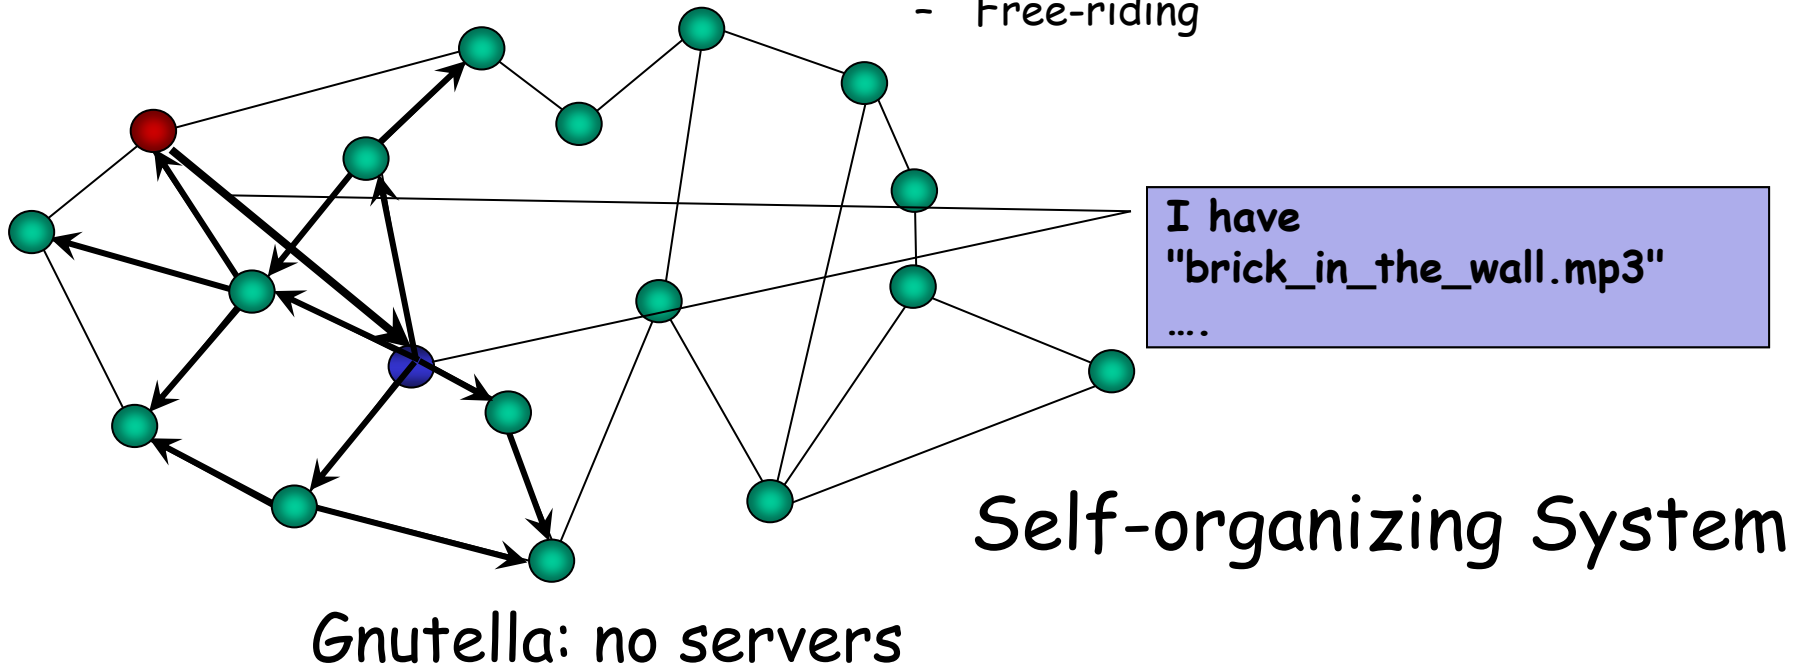 - Free-riding
I have
"brick_in_the_wall.mp3"
….
Self-organizing System
Gnutella: no servers